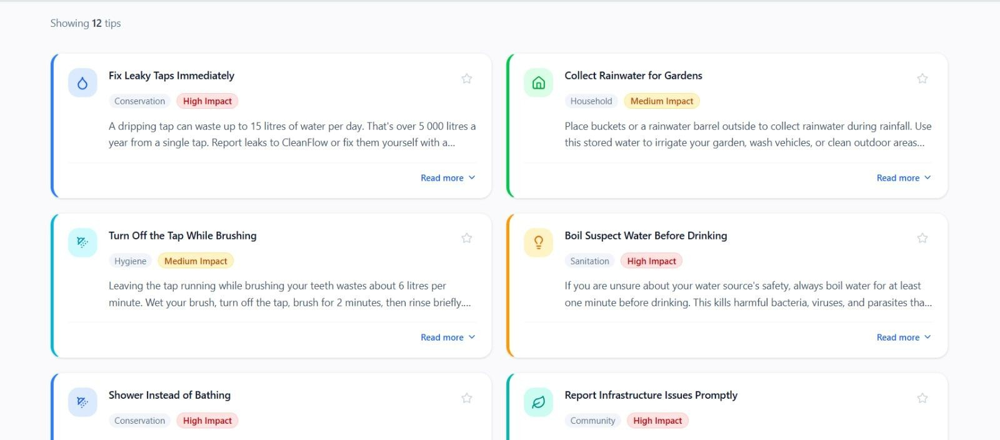 Showing 12 tips
Fix Leaky Taps Immediately
Conservation High Impact
A dripping tap can waste up to 15 litres of water per day. That's over 5 000 litres a
year from a single tap. Report leaks to CleanFlow or fix them yourself with a...
Read more
Collect Rainwater for Gardens
Household Medium Impact
Place buckets or a rainwater barrel outside to collect rainwater during rainfall. Use
this stored water to irrigate your garden, wash vehicles, or clean outdoor areas...
Read more
Turn Off the Tap While Brushing
Hygiene Medium Impact
Leaving the tap running while brushing your teeth wastes about 6 litres per
minute. Wet your brush, turn off the tap, brush for 2 minutes, then rinse briefly....
Read more
Boil Suspect Water Before Drinking
Sanitation High Impact
If you are unsure about your water source's safety, always boil water for at least
one minute before drinking. This kills harmful bacteria, viruses, and parasites tha...
Read more
Shower Instead of Bathing
Conservation High Impact
Report Infrastructure Issues Promptly
Community High Impact